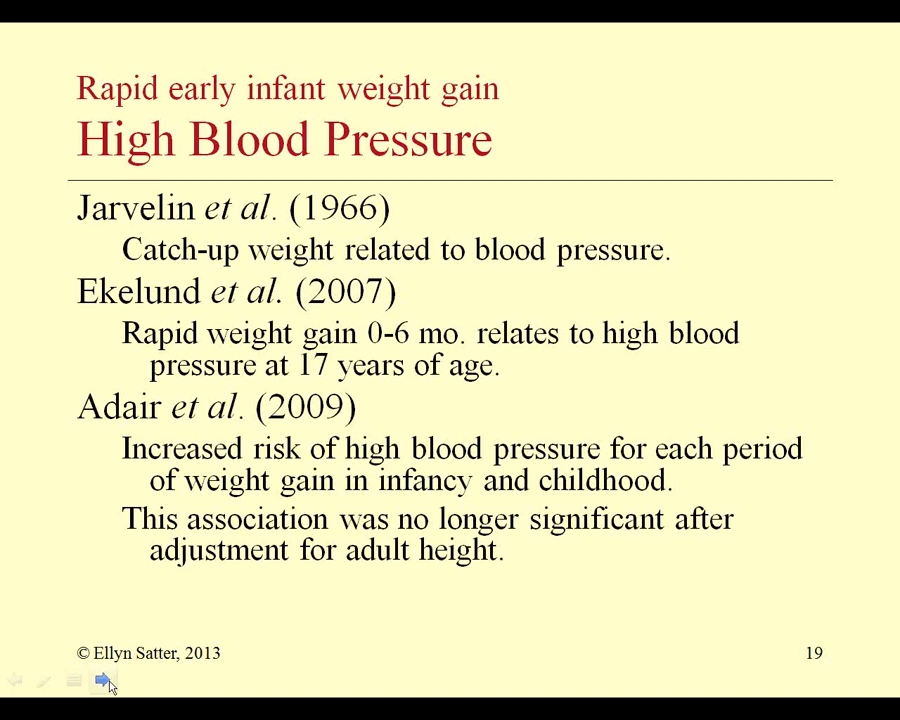 Rapid early infant weight gain
High Blood Pressure
Jarvelin et al. (1966)
Catch-up weight related to blood pressure.
Ekelund et al. (2007)
Rapid weight gain 0-6 mo. relates to high blood
pressure at 17 years of age.
Adair et al. (2009)
Increased risk of high blood pressure for each period
of weight gain in infancy and childhood.
This association was no longer significant after
adjustment for adult height.
© Ellyn Satter, 2013
19